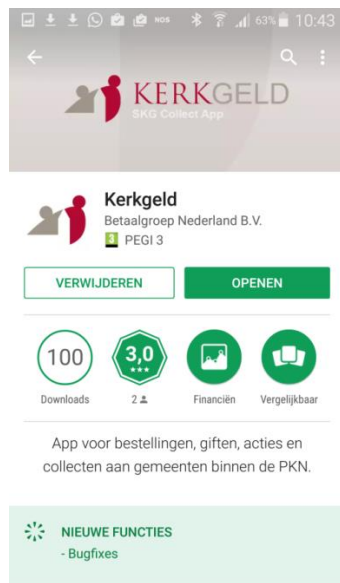 NOS 63% 10:43
KERKGELD
SKG Collect App
Kerkgeld
Betaalgroep Nederland B.V.
3 PEGI 3
VERWIJDEREN OPENEN
100 3,0
Downloads 2 Financiën Vergelijkbaar
App voor bestellingen, giften, acties en
collecten aan gemeenten binnen de PKN.
NIEUWE FUNCTIES
- Bugfixes